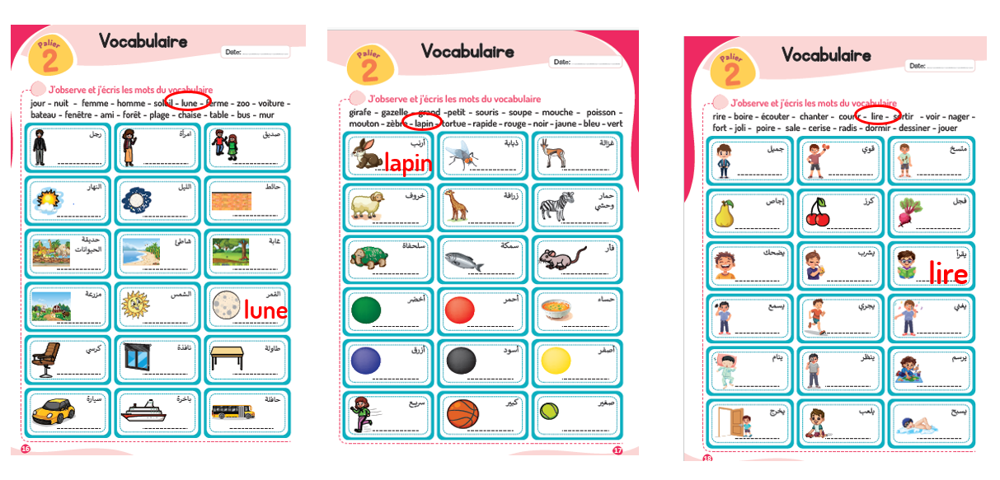 Palier
2
Vocabulaire
Date:
J'observe et j'écris les mots du vocabulaire
jour - nuit - femme - homme - soleil - lune - ferme - zoo - voiture -
bateau - fenêtre - ami - forêt - plage - chaise - table - bus - mur
رجل
امرأة
صديق
النهار
الليل
حائط
حديقة
الحيوانات
شاطئ
غابة
مزرعة
الشمس
القمر
lune
كرسي
نافذة
طاولة
سيارة
باخرة
حافلة
16
Palier
2
Vocabulaire
Date:
J'observe et j'écris les mots du vocabulaire
girafe - gazelle - grand -petit - souris - soupe - mouche - poisson -
mouton - zèbre - lapin - tortue - rapide - rouge - noir - jaune - bleu - vert
أرنب
lapin
ذبابة
غزالة
خروف
زرافة
حمار
وحشي
سلحفاة
سمكة
فأر
أخضر
أحمر
حساء
أزرق
أسود
أصفر
سريع
كبير
صغير
17
Palier
2
Vocabulaire
Date:
J'observe et j'écris les mots du vocabulaire
rire - boire - écouter - chanter - courir - lire - sortir - voir - nager -
fort - joli - poire - sale - cerise - radis - dormir - dessiner - jouer
جميل
قوي
متسخ
إجاص
كرز
فجل
يضحك
يشرب
يقرأ
lire
يسمع
يجري
يغني
ينام
ينظر
يرسم
يخرج
يلعب
يسبح
18